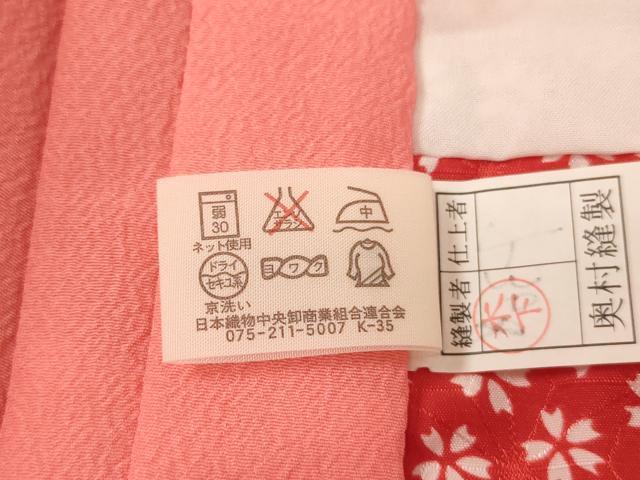 弱
30
エンソ
サラシ
中
ネット使用
ドライ
セキユ系
ヨワク
京洗い
日本織物中央卸商業組合連合会
075-211-5007 K-35
仕上者
縫製者
奥村縫製